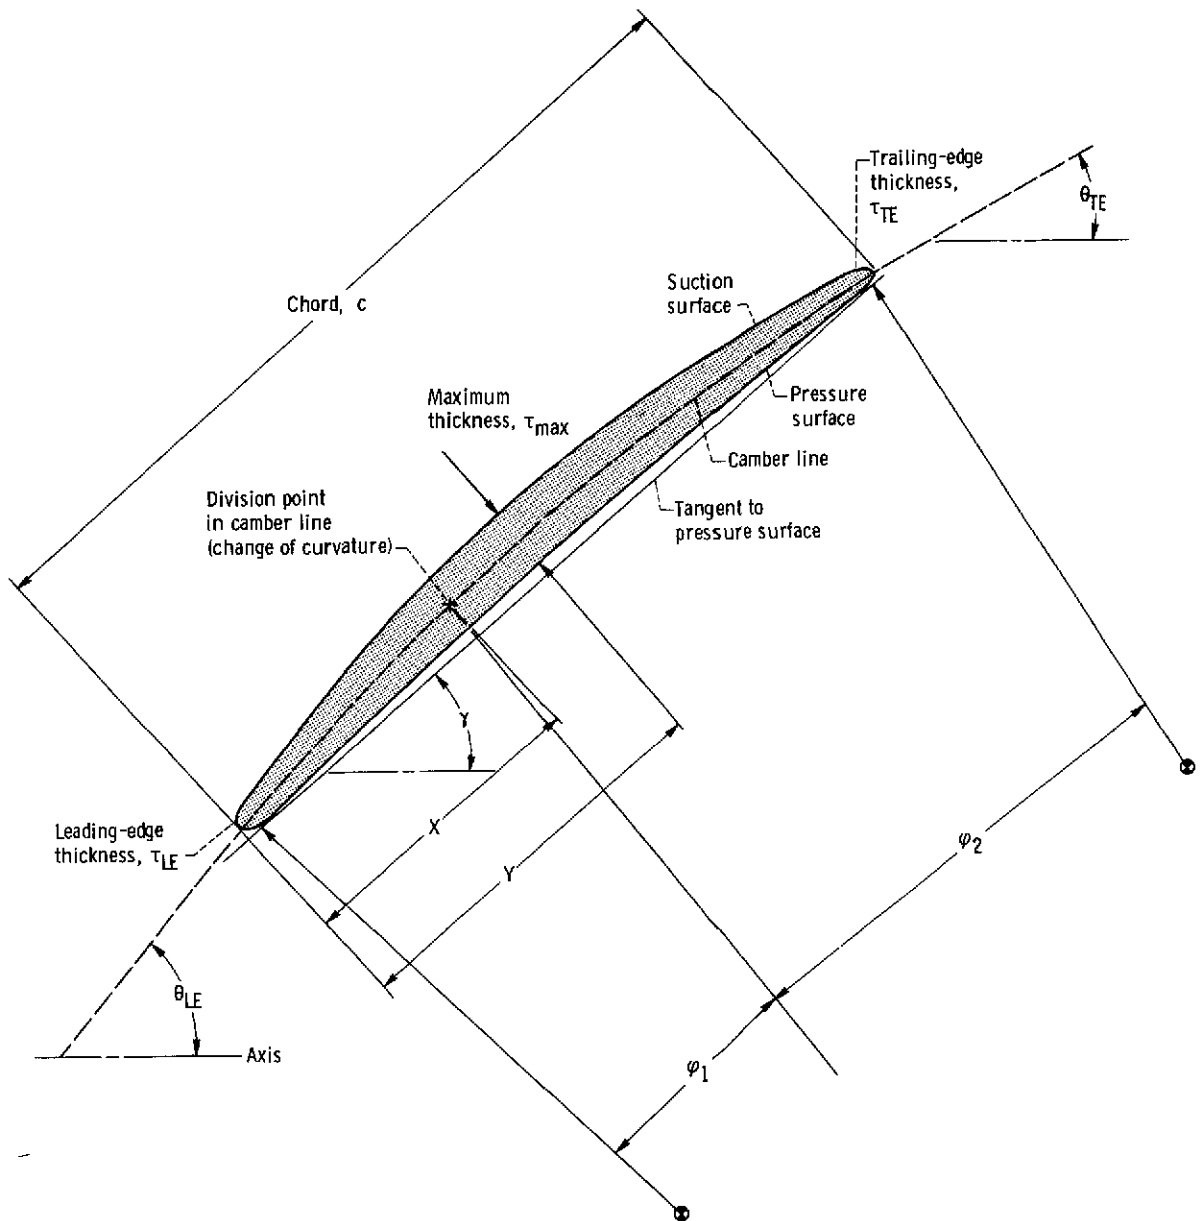 Trailing-edge
thickness,
τTE
θTE
Suction
surface
Chord, c
Pressure
surface
Maximum
thickness, τmax
Camber line
Division point
in camber line
(change of curvature)
Tangent to
pressure surface
γ
X
Leading-edge
thickness, τLE
Y
φ2
θLE
Axis
φ1